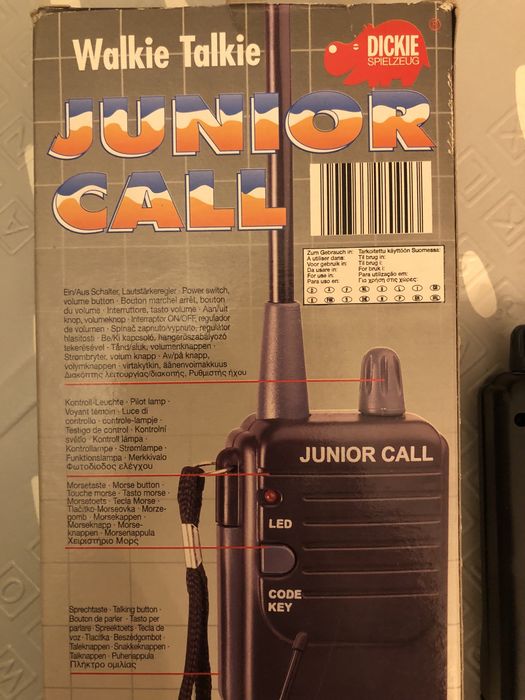 Walkie Talkie
DICKIE
SPIELZEUG
®
JUNIOR
CALL
Zum Gebrauch in: Tarkoitettu käyttöön Suomessa:
A utiliser dans: Til brug in:
Voor gebruik in: Til brug i:
Da usare in: For bruk i:
For use in: Para utilização em:
Para uso en: Για χρήση στις χώρες:
Ein/Aus Schalter, Lautstärkeregler · Power switch,
volume button · Bouton marche/ arrêt, bouton
du volume · Interruttore, tasto volume · Aan/uit
knop, volumeknop · Interruptor ON/OFF, regulador
de volumen · Spínač zapnuto/vypnuto, regulátor
hlasitosti · Be/Ki kapcsoló, hangerőszabályozó
tekerésével · Tänd/sluk, volumenknappen ·
Strømbryter, volum knapp · Av/på knapp,
volymknappen · virtakytkin, äänenvoimakkuus
Διακόπτης λειτουργίας/διακοπής, Ρυθμιστής ήχου
Kontroll-Leuchte · Pilot lamp ·
Voyant témoin · Luce di
controllo · controle-lampje ·
Testigo de control · Kontrolní
světlo · Kontroll lámpa ·
Kontrollampe · Strømlampe ·
Funktionslampa · Merkkivalo
Φωτοδίοδος ελέγχου
JUNIOR CALL
Morsetaste · Morse button ·
Touche morse · Tasto morse ·
Morsetoets · Tecla Morse ·
Tlačítko-Morseovka · Morze-
gomb · Morsekappen ·
Morseknapp · Morse-
knappen · Morsenappula
Χειριστήριο Μορς
LED
CODE
KEY
Sprechtaste · Talking button ·
Bouton de parler · Tasto per
parlare · Spreektoets · Tecla de
voz · Tlacitka · Beszédgombot ·
Taleknappen · Snakkeknappen ·
Talknappen · Puherlappula
Πλήκτρο ομιλίας